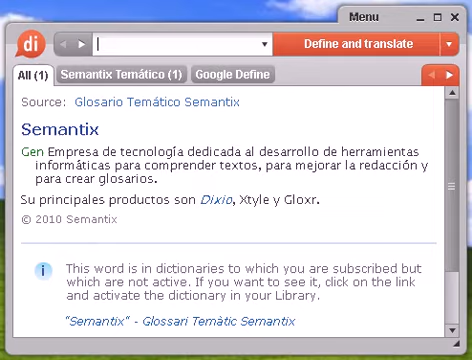 Menu
di
Define and translate
All (1)
Semantix Temático (1)
Google Define
Source: Glosario Temático Semantix
Semantix
Gen Empresa de tecnología dedicada al desarrollo de herramientas
informáticas para comprender textos, para mejorar la redacción y
para crear glosarios.
Su principales productos son Dixio, Xtyle y Gloxr.
© 2010 Semantix
i
This word is in dictionaries to which you are subscribed but
which are not active. If you want to see it, click on the link
and activate the dictionary in your Library.
"Semantix" - Glossari Temàtic Semantix